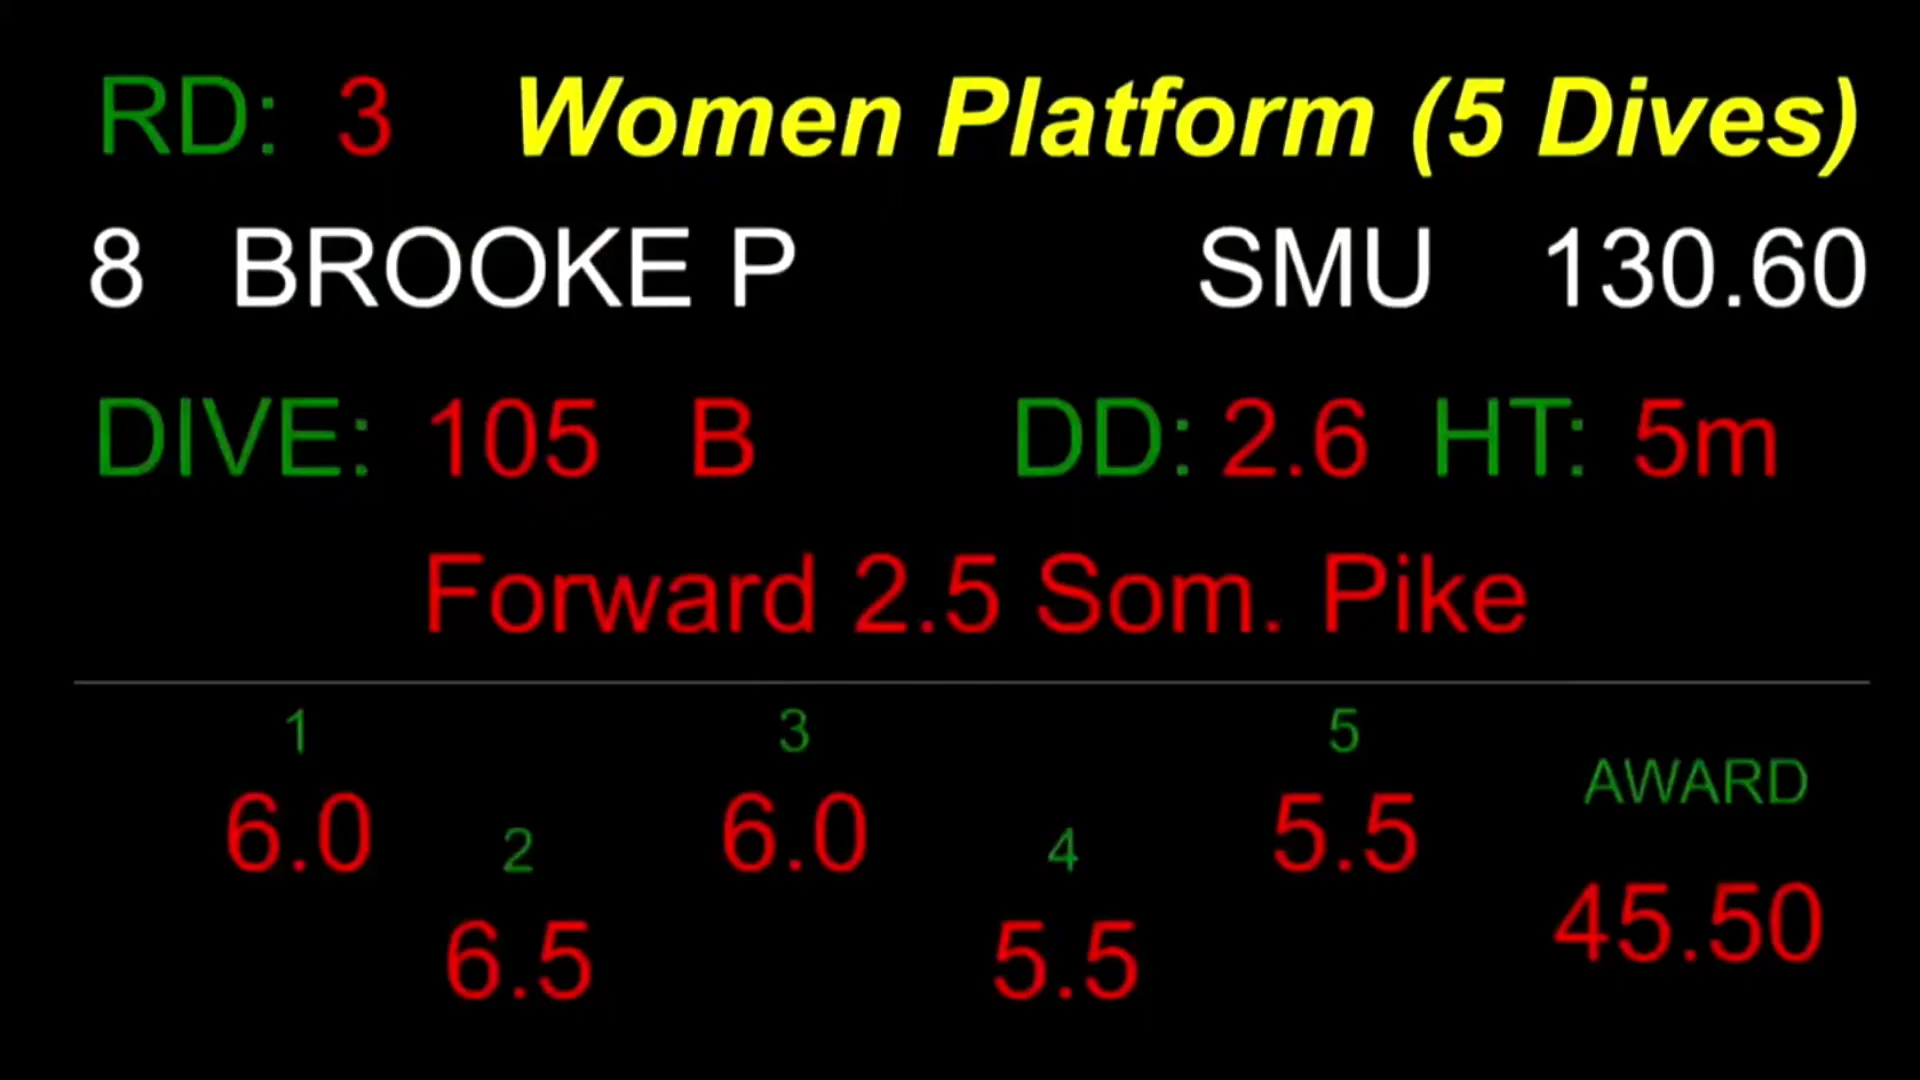 RD: 3 Women Platform (5 Dives)
8 BROOKE P SMU 130.60
DIVE: 105 B DD: 2.6 HT: 5m
Forward 2.5 Som. Pike
1 3 5
AWARD
6.0 2 6.0 4 5.5
45.50
6.5 5.5